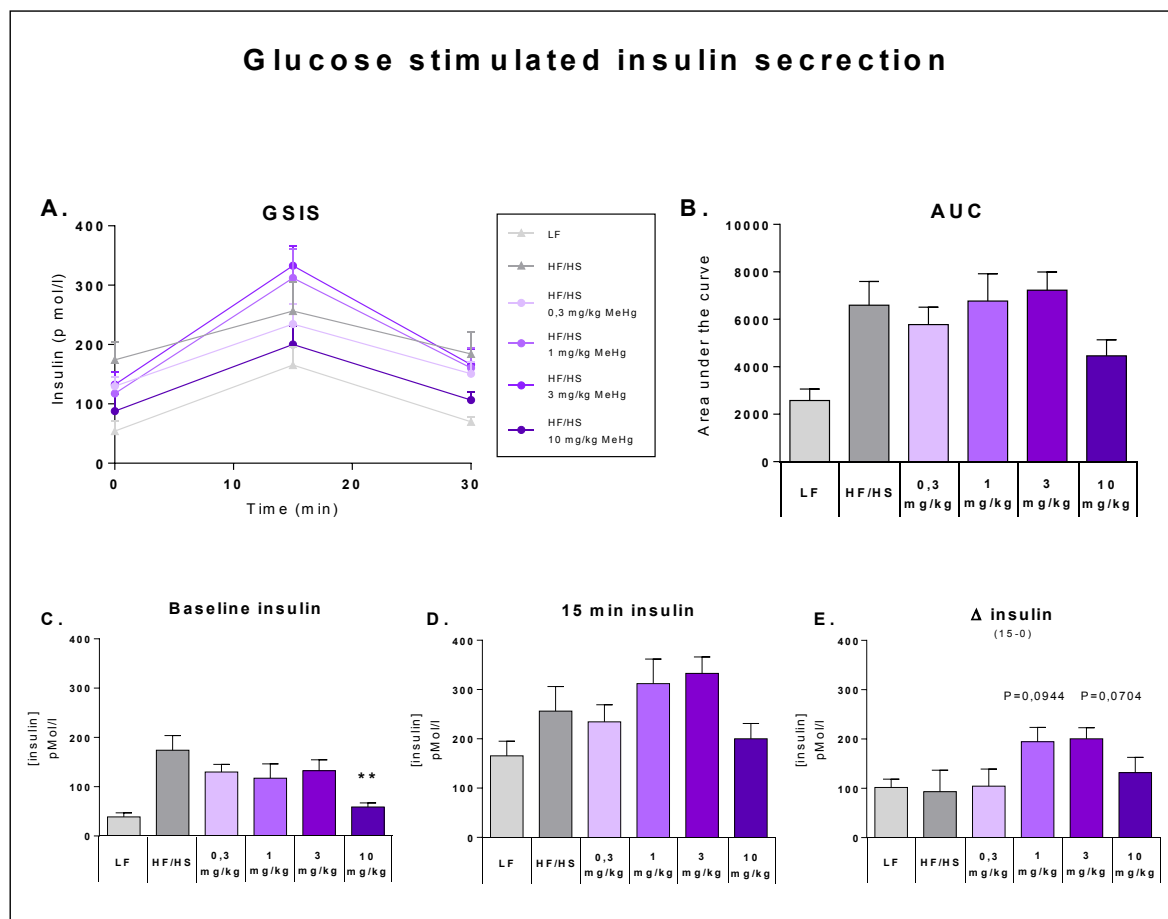 Glucose stimulated insulin secrection
A.
GSIS
400
300
200
100
0
Insulin (p mol/l)
0
10
20
30
Time (min)
LF
HF/HS
HF/HS
0,3 mg/kg MeHg
HF/HS
1 mg/kg MeHg
HF/HS
3 mg/kg MeHg
HF/HS
10 mg/kg MeHg
B.
AUC
10000
8000
6000
4000
2000
0
Area under the curve
LF
HF/HS
0,3
mg/kg
1
mg/kg
3
mg/kg
10
mg/kg
C.
Baseline insulin
400
300
200
100
0
[insulin]
pMol/l
**
LF
HF/HS
0,3
mg/kg
1
mg/kg
3
mg/kg
10
mg/kg
D.
15 min insulin
400
300
200
100
0
[insulin]
pMol/l
LF
HF/HS
0,3
mg/kg
1
mg/kg
3
mg/kg
10
mg/kg
E.
Δ insulin
(15-0)
400
300
200
100
0
[insulin]
pMol/l
P=0,0944
P=0,0704
LF
HF/HS
0,3
mg/kg
1
mg/kg
3
mg/kg
10
mg/kg